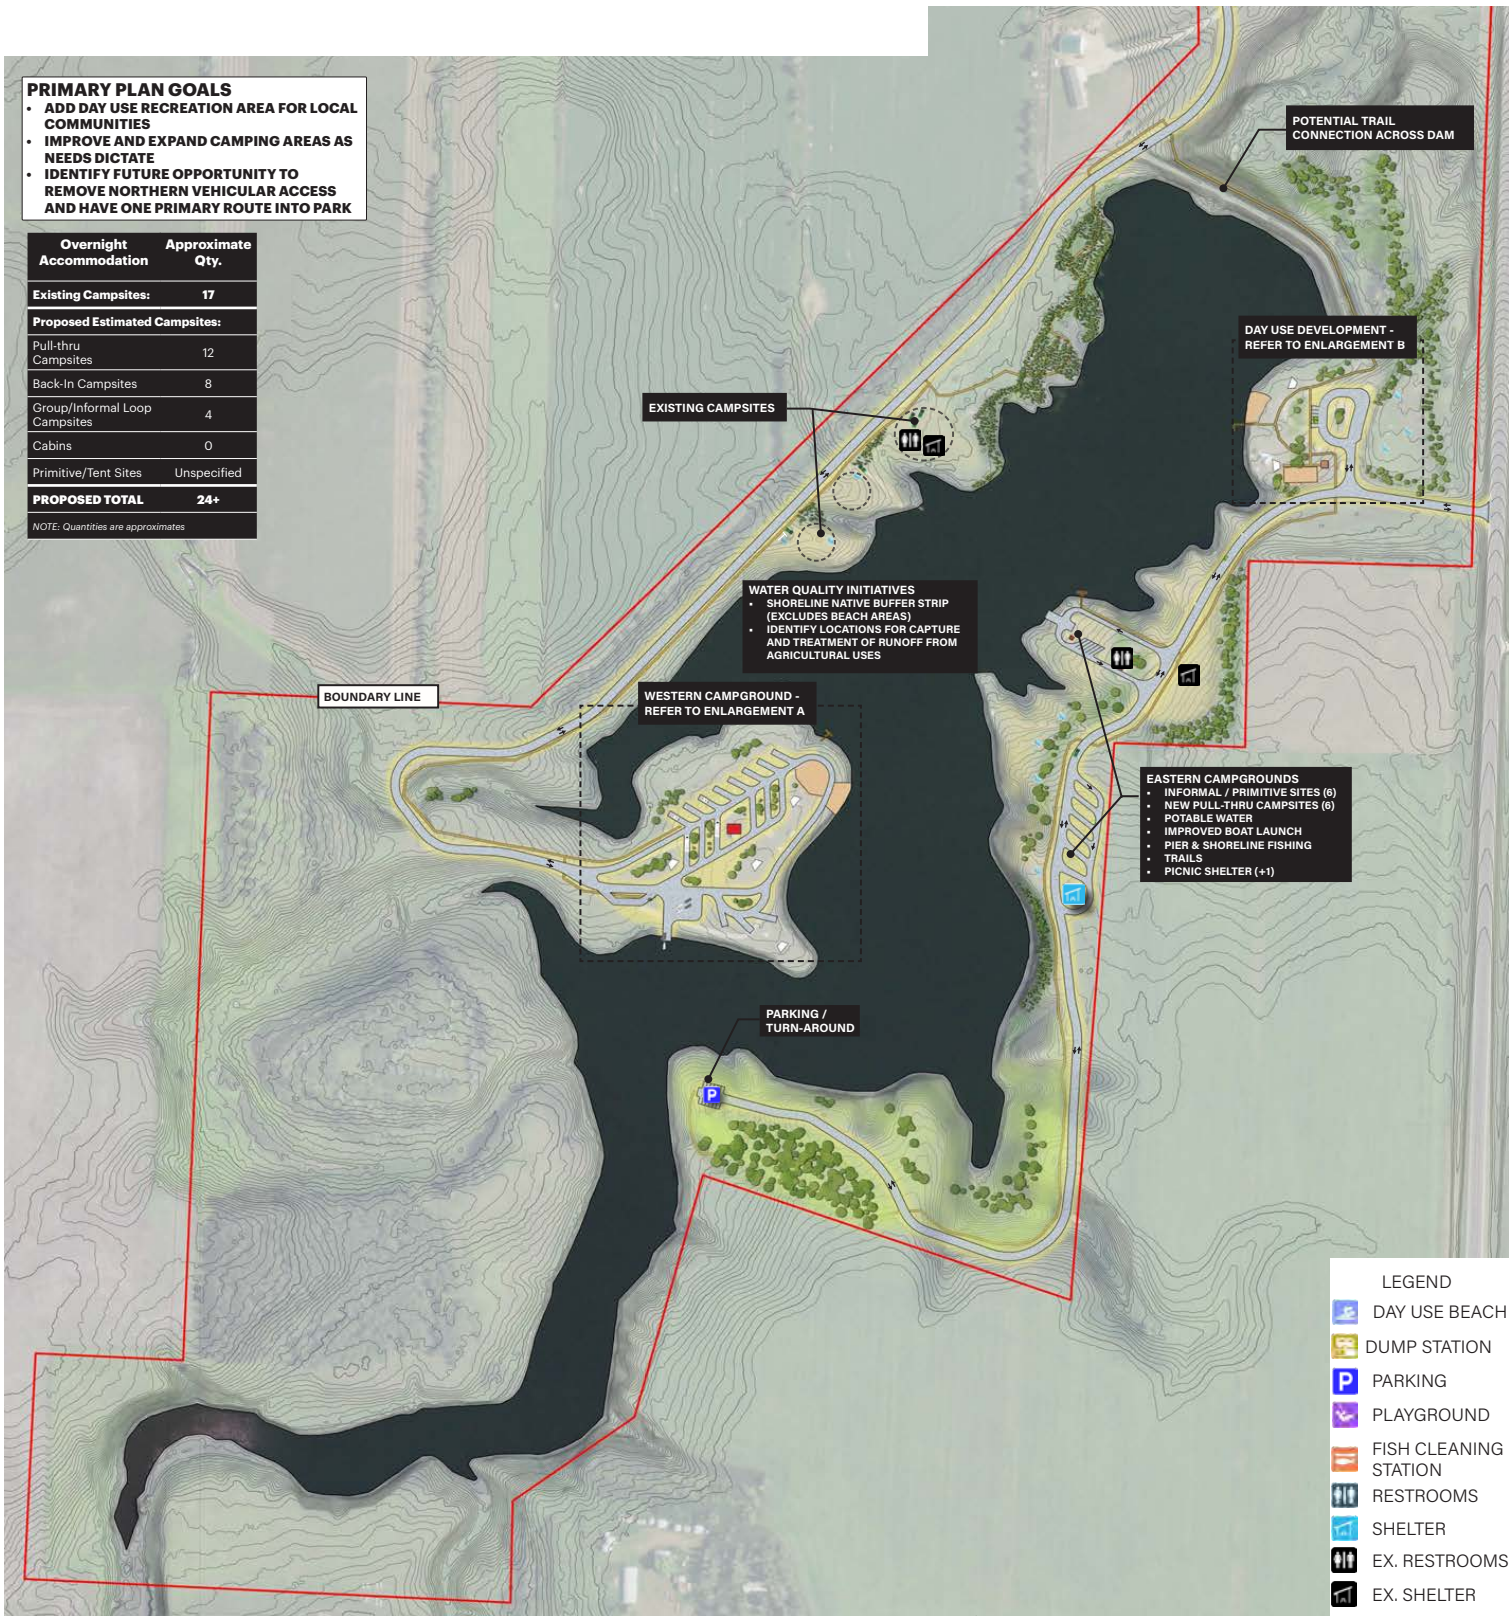 PRIMARY PLAN GOALS
• ADD DAY USE RECREATION AREA FOR LOCAL
COMMUNITIES
• IMPROVE AND EXPAND CAMPING AREAS AS
NEEDS DICTATE
• IDENTIFY FUTURE OPPORTUNITY TO
REMOVE NORTHERN VEHICULAR ACCESS
AND HAVE ONE PRIMARY ROUTE INTO PARK
Overnight Accommodation Approximate Qty.
Existing Campsites: 17
Proposed Estimated Campsites:
Pull-thru Campsites 12
Back-In Campsites 8
Group/Informal Loop Campsites 4
Cabins 0
Primitive/Tent Sites Unspecified
PROPOSED TOTAL 24+
NOTE: Quantities are approximates
POTENTIAL TRAIL
CONNECTION ACROSS DAM
DAY USE DEVELOPMENT -
REFER TO ENLARGEMENT B
EXISTING CAMPSITES
WATER QUALITY INITIATIVES
• SHORELINE NATIVE BUFFER STRIP
(EXCLUDES BEACH AREAS)
• IDENTIFY LOCATIONS FOR CAPTURE
AND TREATMENT OF RUNOFF FROM
AGRICULTURAL USES
BOUNDARY LINE
WESTERN CAMPGROUND -
REFER TO ENLARGEMENT A
EASTERN CAMPGROUNDS
• INFORMAL / PRIMITIVE SITES (6)
• NEW PULL-THRU CAMPSITES (6)
• POTABLE WATER
• IMPROVED BOAT LAUNCH
• PIER & SHORELINE FISHING
• TRAILS
• PICNIC SHELTER (+1)
PARKING /
TURN-AROUND
P
LEGEND
DAY USE BEACH
DUMP STATION
P PARKING
PLAYGROUND
FISH CLEANING
STATION
RESTROOMS
SHELTER
EX. RESTROOMS
EX. SHELTER